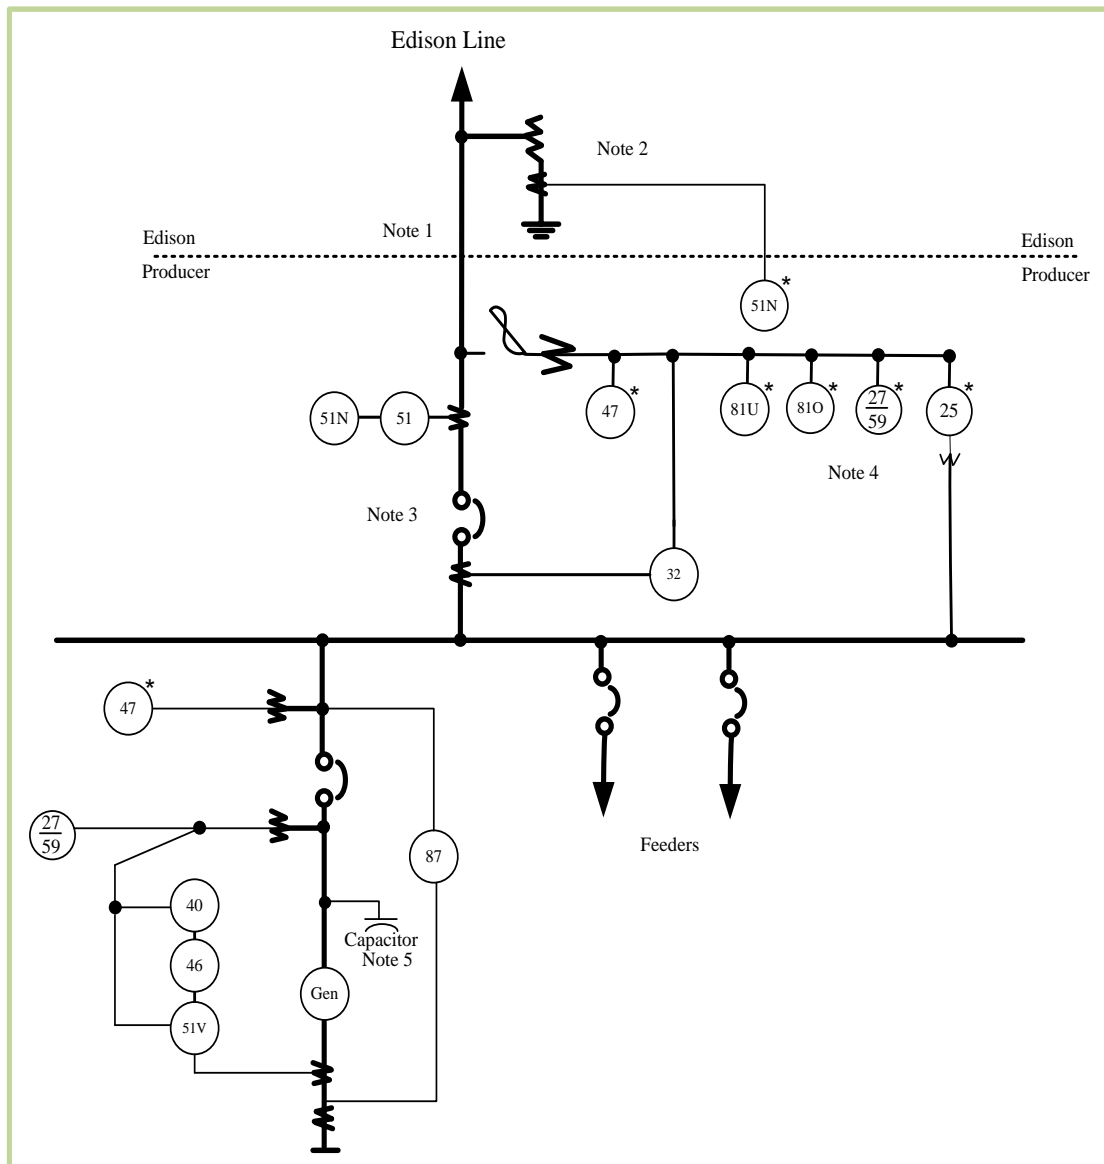 Edison Line
Note 2
Note 1
Edison
Edison
Producer
Producer
51N *
51N
51
47 *
81U *
81O *
27
59 *
25 *
Note 4
Note 3
32
47 *
27
59
87
Feeders
40
Capacitor
Note 5
46
Gen
51V